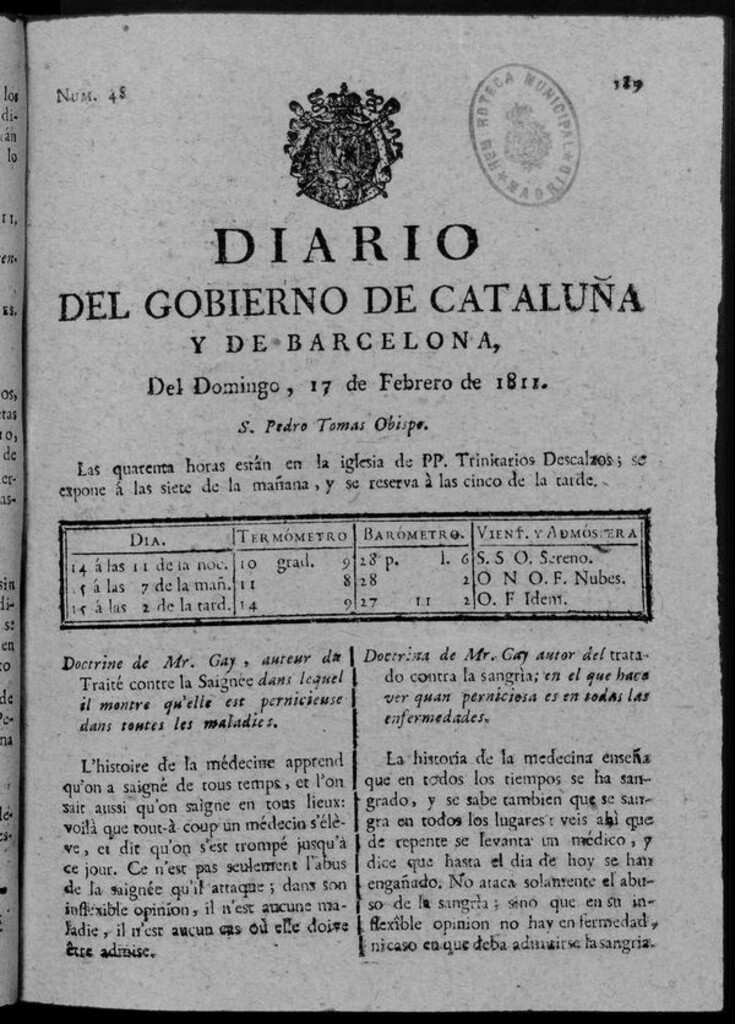 NUM. 48
189
HEMEROTECA MUNICIPAL
MADRID
DIARIO
DEL GOBIERNO DE CATALUÑA
Y DE BARCELONA,
Del Domingo, 17 de Febrero de 1811.
S. Pedro Tomas Obispo.
Las quarenta horas están en la iglesia de PP. Trinitarios Descalzos; se
expone á las siete de la mañana, y se reserva à las cinco de la tarde.
DIA. TERMÓMETRO BARÓMETRO. VIENT. Y ADMÓSFERA
14 á las 11 de la noc. 10 grad. 9 28 p. l. 6 S. S O. Sereno.
15 á las 7 de la mañ. 11 8 28 2 O N O. F. Nubes.
15 á las 2 de la tard. 14 9 27 11 2 O. F Idem.
Doctrine de Mr. Gay, auteur du
Traité contre la Saignée dans lequel
il montre qu'elle est pernicieuse
dans toutes les maladies.
L'histoire de la médecine apprend
qu'on a saigné de tous temps, et l'on
sait aussi qu'on saigne en tous lieux:
voilà que tout-à coup un médecin s'élè-
ve, et dit qu'on s'est trompé jusqu'à
ce jour. Ce n'est pas seulement l'abus
de la saignée qu'il attaque; dans son
inflexible opinion, il n'est aucune ma-
ladie, il n'est aucun cas où elle doive
être admise.
Doctrina de Mr. Gay autor del trata-
do contra la sangria; en el que hace
ver quan perniciosa es en todas las
enfermedades.
La historia de la medecina enseña
que en todos los tiempos se ha san-
grado, y se sabe tambien que se san-
gra en todos los lugares: veis ahi que
de repente se levanta un médico, y
dice que hasta el dia de hoy se han
engañado. No ataca solamente el abu-
so de la sangria; sinó que en su in-
flexible opinion no hay enfermedad,
ni caso en que deba admitirse la sangria.